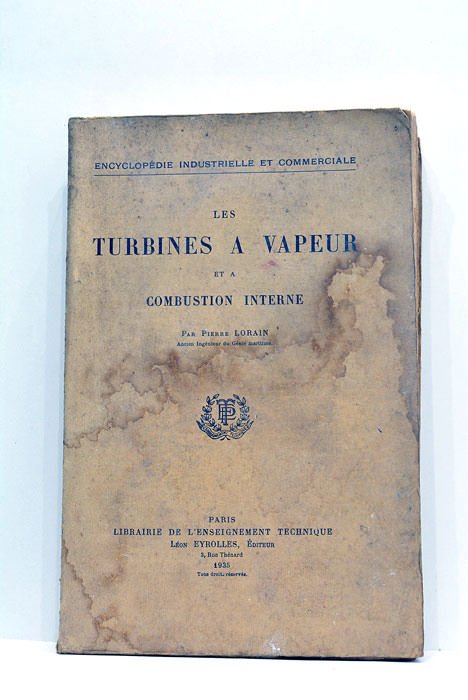 ENCYCLOPÉDIE INDUSTRIELLE ET COMMERCIALE
LES
TURBINES A VAPEUR
ET A
COMBUSTION INTERNE
PAR PIERRE LORAIN
Ancien Ingénieur du Génie maritime.
PARIS
LIBRAIRIE DE L'ENSEIGNEMENT TECHNIQUE
LÉON EYROLLES, ÉDITEUR
3, Rue Thénard
1935
Tous droits réservés.